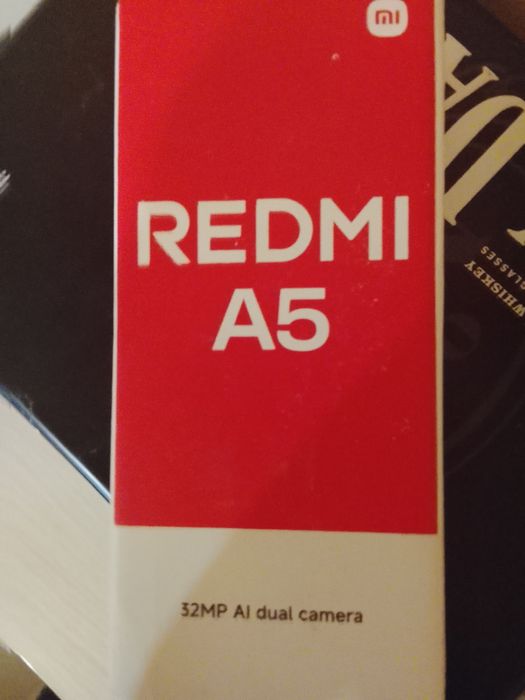 mi
REDMI
A5
32MP AI dual camera
WHISKEY
GLASSES